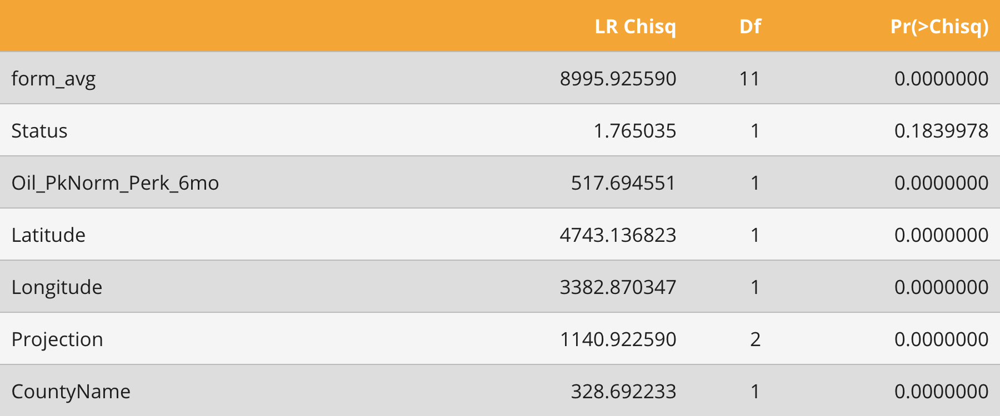 LR Chisq Df Pr(>Chisq)
form_avg 8995.925590 11 0.0000000
Status 1.765035 1 0.1839978
Oil_PkNorm_Perk_6mo 517.694551 1 0.0000000
Latitude 4743.136823 1 0.0000000
Longitude 3382.870347 1 0.0000000
Projection 1140.922590 2 0.0000000
CountyName 328.692233 1 0.0000000